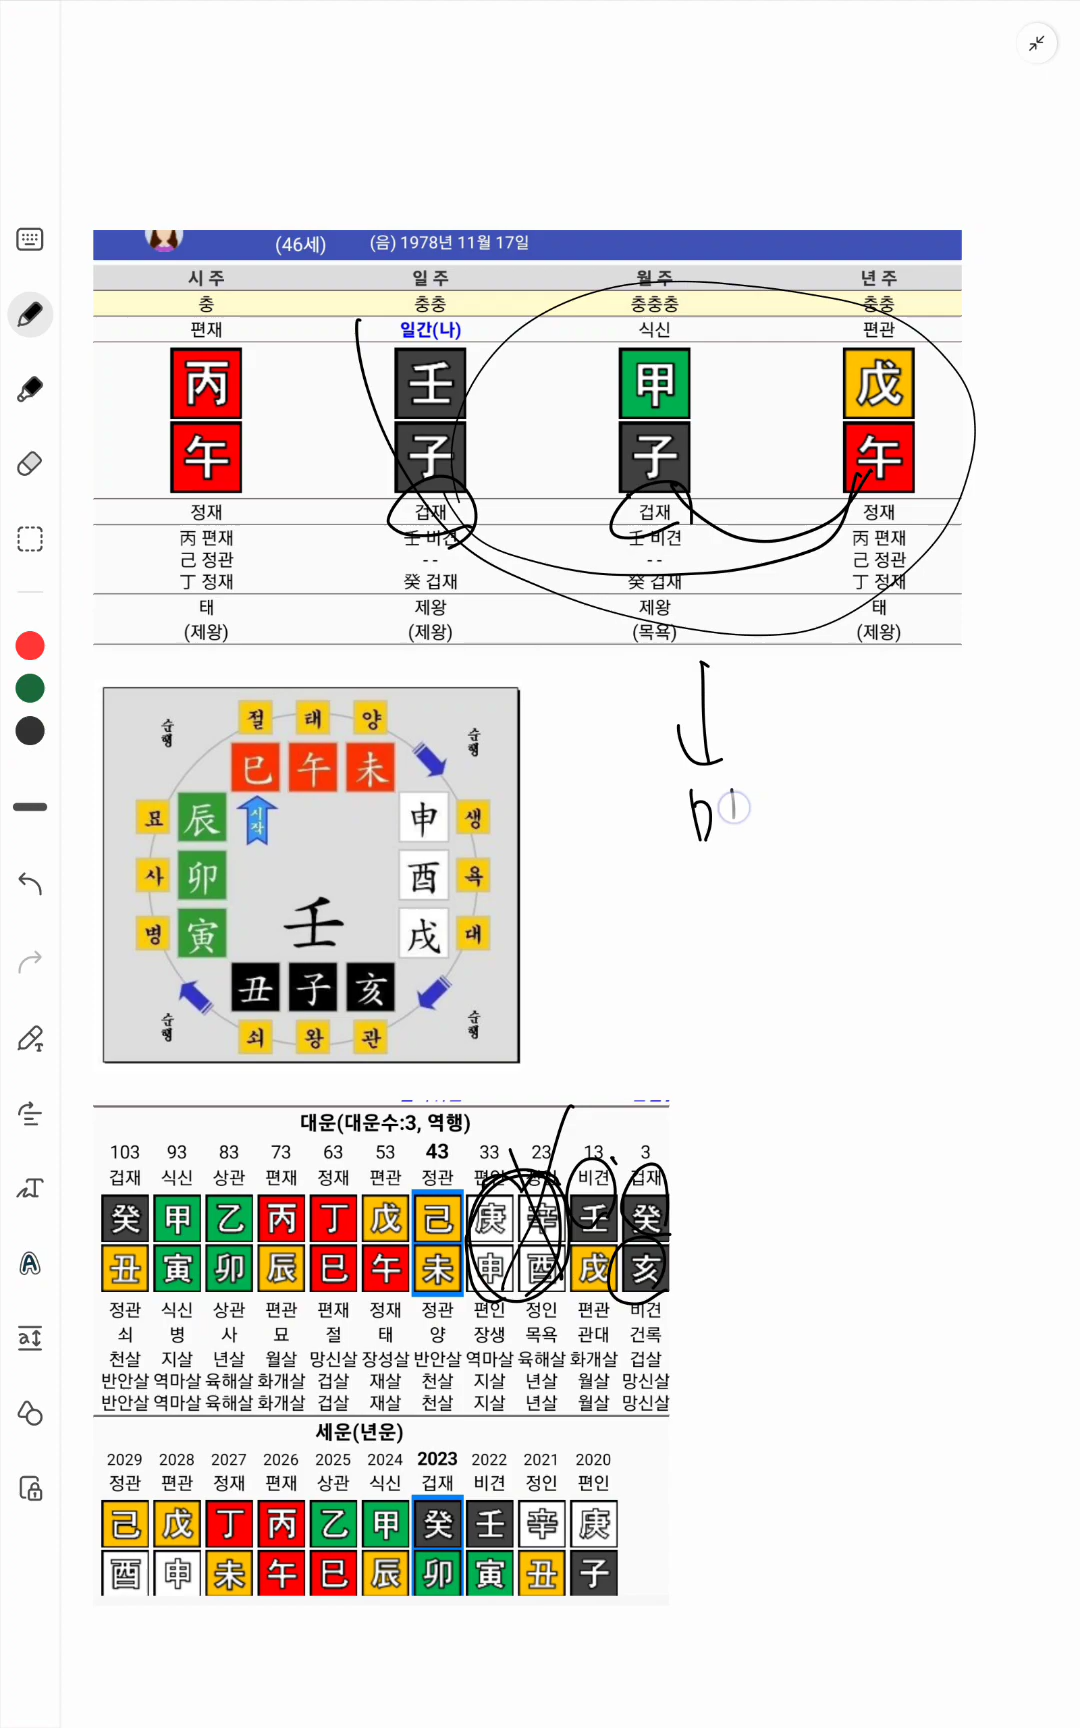 (46세) (음) 1978년 11월 17일
시 주 일 주 월 주 년 주
충 충충 충충충 충충
편재 일간(나) 식신 편관
丙 壬 甲 戊
午 子 子 午
정재 겁재 겁재 정재
丙 편재 壬 비견 壬 비견 丙 편재
己 정관 -- -- 己 정관
丁 정재 癸 겁재 癸 겁재 丁 정재
태 제왕 제왕 태
(제왕) (제왕) (목욕) (제왕)
절 태 양
순행 순행
巳 午 未
묘 辰 시작 申 생
사 卯 酉 욕
병 寅 壬 戌 대
丑 子 亥
순행 순행
쇠 왕 관
대운(대운수:3, 역행)
103 93 83 73 63 53 43 33 23 13 3
겁재 식신 상관 편재 정재 편관 정관 편인 비견 겁재
癸 甲 乙 丙 丁 戊 己 庚 辛 壬 癸
丑 寅 卯 辰 巳 午 未 申 酉 戌 亥
정관 식신 상관 편관 편재 정재 정관 편인 정인 편관 비견
쇠 병 사 묘 절 태 양 장생 목욕 관대 건록
천살 지살 년살 월살 망신살 장성살 반안살 역마살 육해살 화개살 겁살
반안살 역마살 육해살 화개살 겁살 재살 천살 지살 년살 월살 망신살
반안살 역마살 육해살 화개살 겁살 재살 천살 지살 년살 월살 망신살
세운(년운)
2029 2028 2027 2026 2025 2024 2023 2022 2021 2020
정관 편관 정재 편재 상관 식신 겁재 비견 정인 편인
己 戊 丁 丙 乙 甲 癸 壬 辛 庚
酉 申 未 午 巳 辰 卯 寅 丑 子